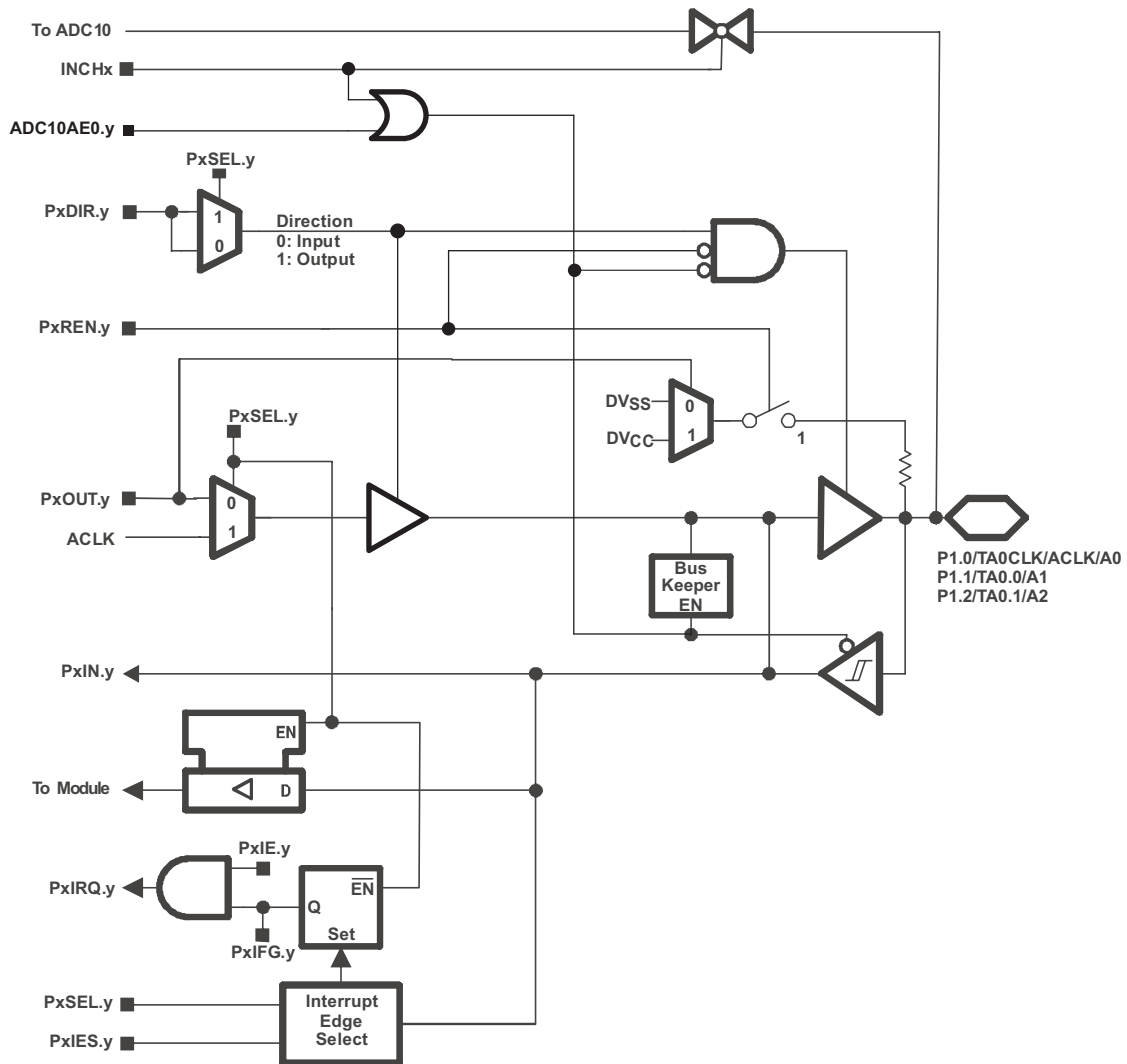 To ADC10
INCHx
ADC10AE0.y
PxSEL.y
PxDIR.y
1
0
Direction
0: Input
1: Output
PxREN.y
DVSS
0
DVCC
1
1
PxSEL.y
PxOUT.y
0
ACLK
1
Bus
Keeper
EN
P1.0/TA0CLK/ACLK/A0
P1.1/TA0.0/A1
P1.2/TA0.1/A2
PxIN.y
EN
To Module
D
PxIE.y
PxIRQ.y
EN
Q
Set
PxIFG.y
PxSEL.y
PxIES.y
Interrupt
Edge
Select